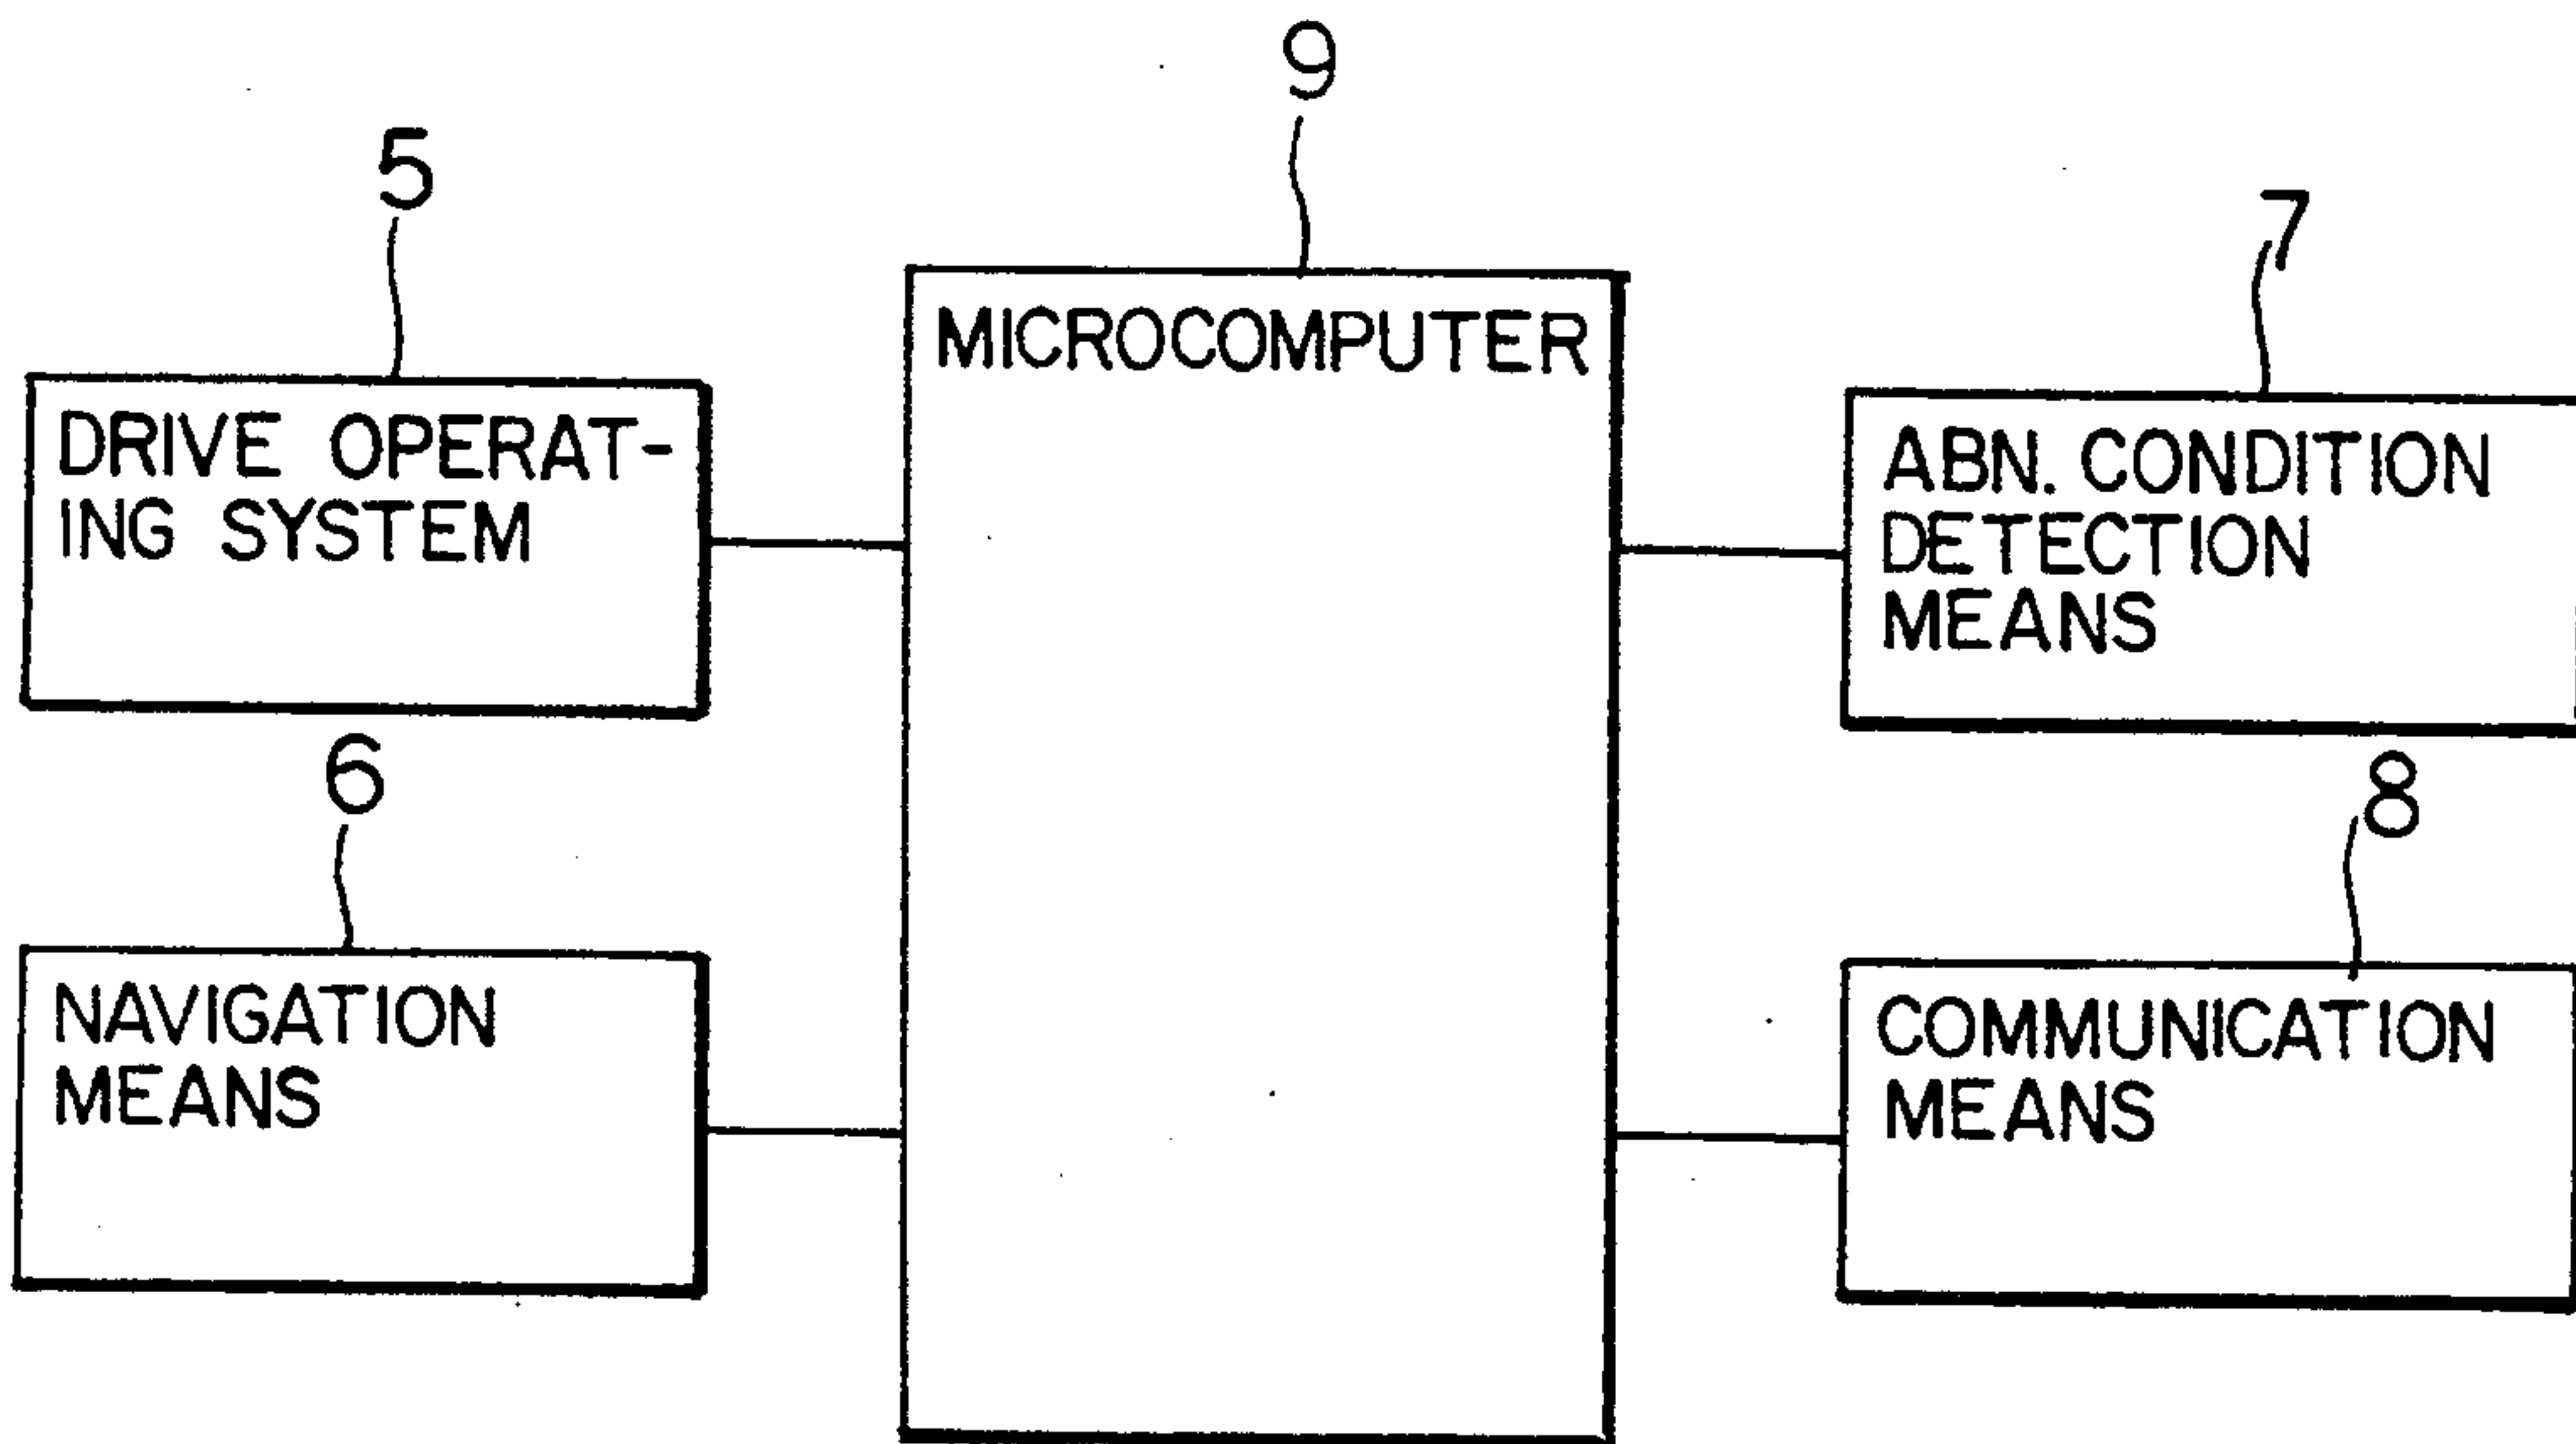 9
5
7
MICROCOMPUTER
DRIVE OPERAT-
ING SYSTEM
ABN. CONDITION
DETECTION
MEANS
6
8
NAVIGATION
MEANS
COMMUNICATION
MEANS